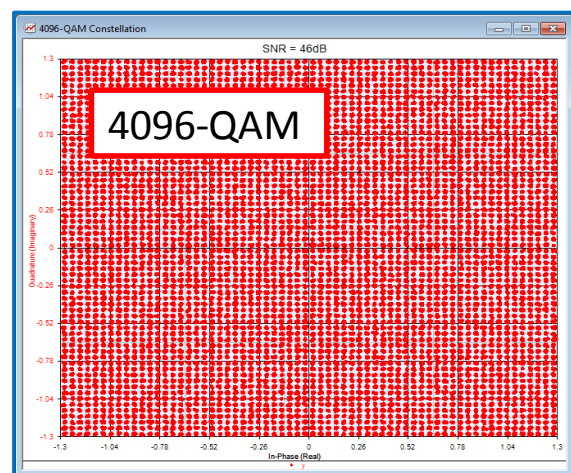 4096-QAM Constellation
SNR = 46dB
4096-QAM
Quadrature (Imaginary)
1.3
1.04
0.78
0.52
0.26
0
-0.26
-0.52
-0.78
-1.04
-1.3
-1.3 -1.04 -0.78 -0.52 -0.26 0 0.26 0.52 0.78 1.04 1.3
In-Phase (Real)
y